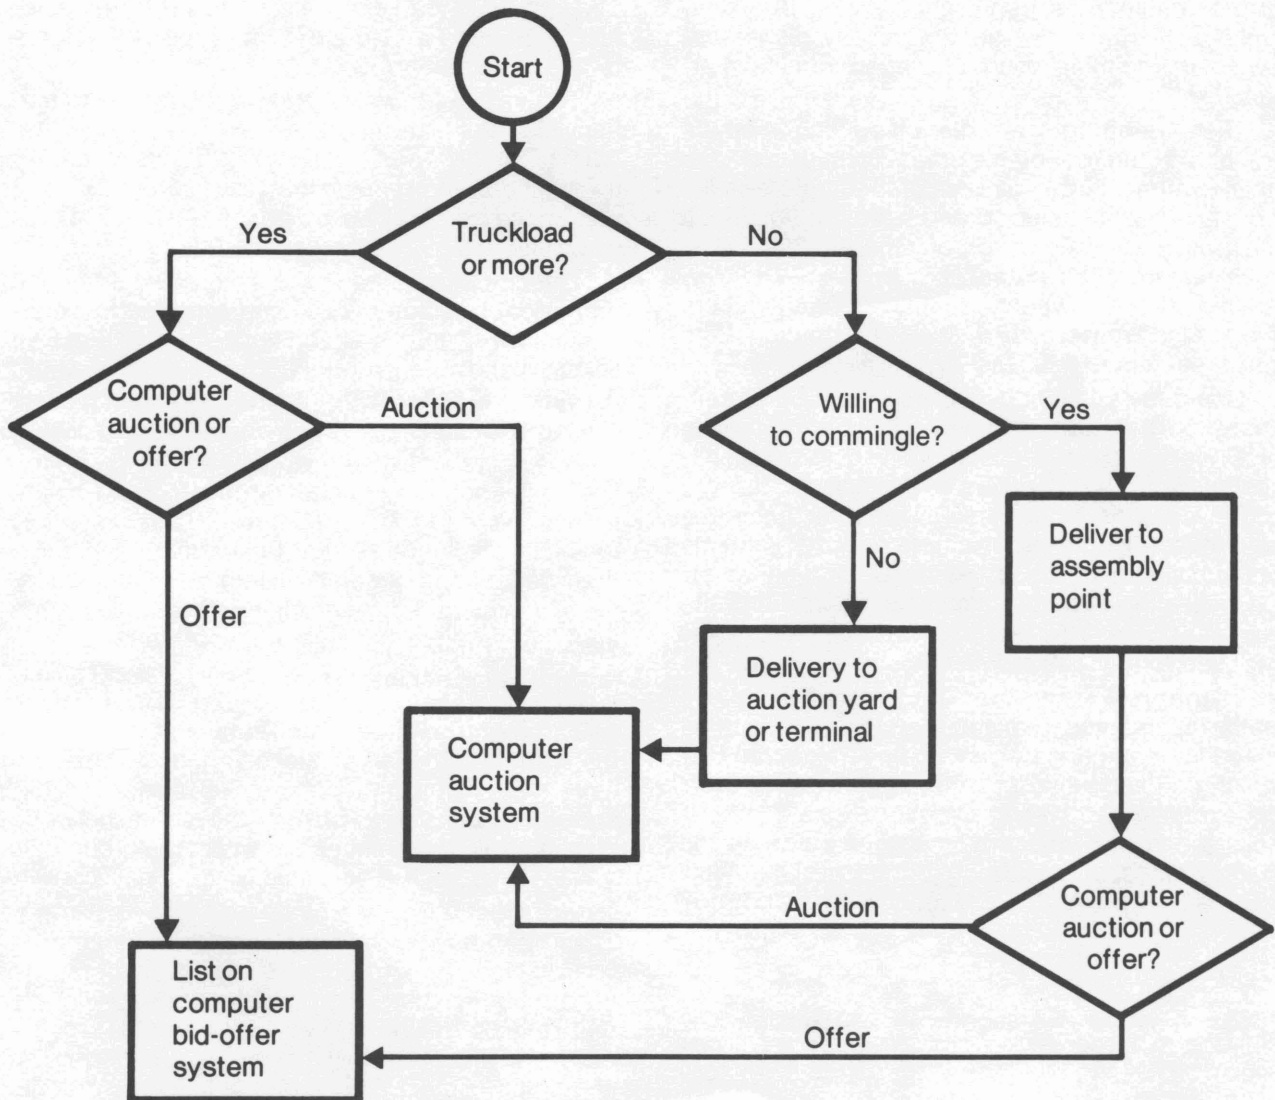 Start
Truckload
or more?
Yes
No
Computer
auction or
offer?
Auction
Willing
to commingle?
Yes
Deliver to
assembly
point
No
Offer
Delivery to
auction yard
or terminal
Computer
auction
system
Auction
Computer
auction or
offer?
List on
computer
bid-offer
system
Offer